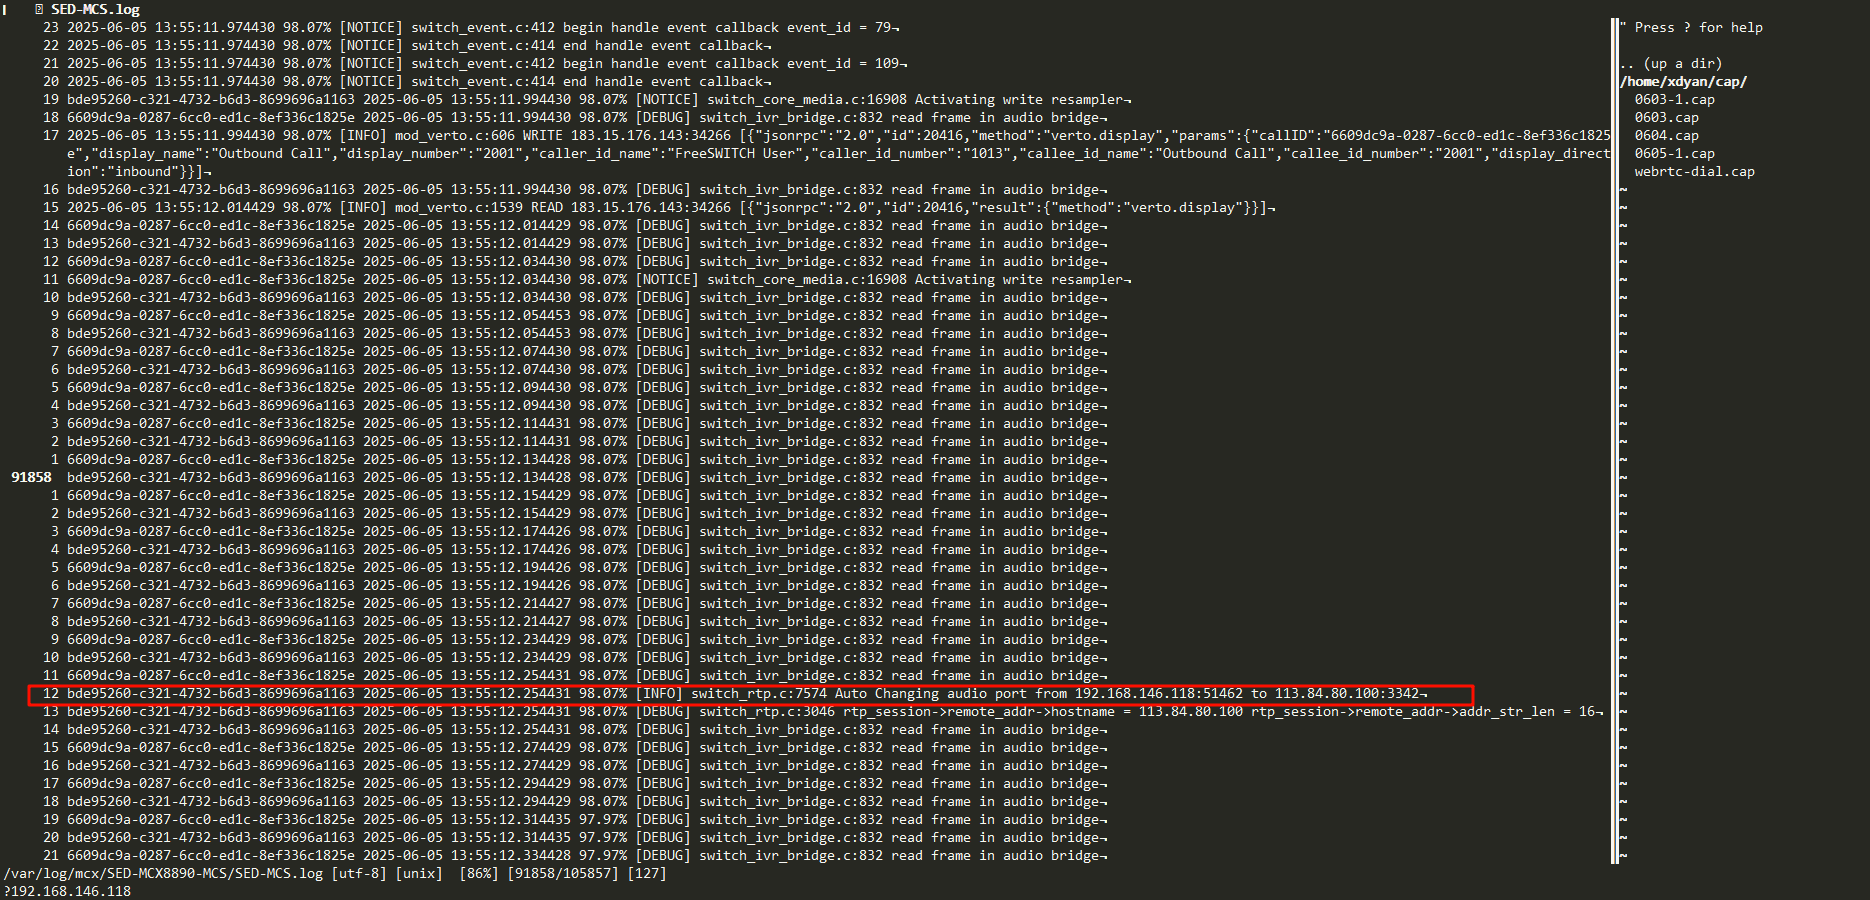 SED-MCS.log
23 2025-06-05 13:55:11.974430 98.07% [NOTICE] switch_event.c:412 begin handle event callback event_id = 79¬
22 2025-06-05 13:55:11.974430 98.07% [NOTICE] switch_event.c:414 end handle event callback¬
21 2025-06-05 13:55:11.974430 98.07% [NOTICE] switch_event.c:412 begin handle event callback event_id = 109¬
20 2025-06-05 13:55:11.974430 98.07% [NOTICE] switch_event.c:414 end handle event callback¬
19 bde95260-c321-4732-b6d3-8699696a1163 2025-06-05 13:55:11.994430 98.07% [NOTICE] switch_core_media.c:16908 Activating write resampler¬
18 6609dc9a-0287-6cc0-ed1c-8ef336c1825e 2025-06-05 13:55:11.994430 98.07% [DEBUG] switch_ivr_bridge.c:832 read frame in audio bridge¬
17 2025-06-05 13:55:11.994430 98.07% [INFO] mod_verto.c:606 WRITE 183.15.176.143:34266 [{"jsonrpc":"2.0","id":20416,"method":"verto.display","params":{"callID":"6609dc9a-0287-6cc0-ed1c-8ef336c1825
e","display_name":"Outbound Call","display_number":"2001","caller_id_name":"FreeSWITCH User","caller_id_number":"1013","callee_id_name":"Outbound Call","callee_id_number":"2001","display_direct
ion":"inbound"}}]¬
16 bde95260-c321-4732-b6d3-8699696a1163 2025-06-05 13:55:11.994430 98.07% [DEBUG] switch_ivr_bridge.c:832 read frame in audio bridge¬
15 2025-06-05 13:55:12.014429 98.07% [INFO] mod_verto.c:1539 READ 183.15.176.143:34266 [{"jsonrpc":"2.0","id":20416,"result":{"method":"verto.display"}}]¬
14 6609dc9a-0287-6cc0-ed1c-8ef336c1825e 2025-06-05 13:55:12.014429 98.07% [DEBUG] switch_ivr_bridge.c:832 read frame in audio bridge¬
13 bde95260-c321-4732-b6d3-8699696a1163 2025-06-05 13:55:12.014429 98.07% [DEBUG] switch_ivr_bridge.c:832 read frame in audio bridge¬
12 6609dc9a-0287-6cc0-ed1c-8ef336c1825e 2025-06-05 13:55:12.034430 98.07% [DEBUG] switch_ivr_bridge.c:832 read frame in audio bridge¬
11 6609dc9a-0287-6cc0-ed1c-8ef336c1825e 2025-06-05 13:55:12.034430 98.07% [NOTICE] switch_core_media.c:16908 Activating write resampler¬
10 bde95260-c321-4732-b6d3-8699696a1163 2025-06-05 13:55:12.034430 98.07% [DEBUG] switch_ivr_bridge.c:832 read frame in audio bridge¬
9 6609dc9a-0287-6cc0-ed1c-8ef336c1825e 2025-06-05 13:55:12.054453 98.07% [DEBUG] switch_ivr_bridge.c:832 read frame in audio bridge¬
8 bde95260-c321-4732-b6d3-8699696a1163 2025-06-05 13:55:12.054453 98.07% [DEBUG] switch_ivr_bridge.c:832 read frame in audio bridge¬
7 6609dc9a-0287-6cc0-ed1c-8ef336c1825e 2025-06-05 13:55:12.074430 98.07% [DEBUG] switch_ivr_bridge.c:832 read frame in audio bridge¬
6 bde95260-c321-4732-b6d3-8699696a1163 2025-06-05 13:55:12.074430 98.07% [DEBUG] switch_ivr_bridge.c:832 read frame in audio bridge¬
5 6609dc9a-0287-6cc0-ed1c-8ef336c1825e 2025-06-05 13:55:12.094430 98.07% [DEBUG] switch_ivr_bridge.c:832 read frame in audio bridge¬
4 bde95260-c321-4732-b6d3-8699696a1163 2025-06-05 13:55:12.094430 98.07% [DEBUG] switch_ivr_bridge.c:832 read frame in audio bridge¬
3 6609dc9a-0287-6cc0-ed1c-8ef336c1825e 2025-06-05 13:55:12.114431 98.07% [DEBUG] switch_ivr_bridge.c:832 read frame in audio bridge¬
2 bde95260-c321-4732-b6d3-8699696a1163 2025-06-05 13:55:12.114431 98.07% [DEBUG] switch_ivr_bridge.c:832 read frame in audio bridge¬
1 6609dc9a-0287-6cc0-ed1c-8ef336c1825e 2025-06-05 13:55:12.134428 98.07% [DEBUG] switch_ivr_bridge.c:832 read frame in audio bridge¬
91858 bde95260-c321-4732-b6d3-8699696a1163 2025-06-05 13:55:12.134428 98.07% [DEBUG] switch_ivr_bridge.c:832 read frame in audio bridge¬
1 6609dc9a-0287-6cc0-ed1c-8ef336c1825e 2025-06-05 13:55:12.154429 98.07% [DEBUG] switch_ivr_bridge.c:832 read frame in audio bridge¬
2 bde95260-c321-4732-b6d3-8699696a1163 2025-06-05 13:55:12.154429 98.07% [DEBUG] switch_ivr_bridge.c:832 read frame in audio bridge¬
3 6609dc9a-0287-6cc0-ed1c-8ef336c1825e 2025-06-05 13:55:12.174426 98.07% [DEBUG] switch_ivr_bridge.c:832 read frame in audio bridge¬
4 bde95260-c321-4732-b6d3-8699696a1163 2025-06-05 13:55:12.174426 98.07% [DEBUG] switch_ivr_bridge.c:832 read frame in audio bridge¬
5 6609dc9a-0287-6cc0-ed1c-8ef336c1825e 2025-06-05 13:55:12.194426 98.07% [DEBUG] switch_ivr_bridge.c:832 read frame in audio bridge¬
6 bde95260-c321-4732-b6d3-8699696a1163 2025-06-05 13:55:12.194426 98.07% [DEBUG] switch_ivr_bridge.c:832 read frame in audio bridge¬
7 6609dc9a-0287-6cc0-ed1c-8ef336c1825e 2025-06-05 13:55:12.214427 98.07% [DEBUG] switch_ivr_bridge.c:832 read frame in audio bridge¬
8 bde95260-c321-4732-b6d3-8699696a1163 2025-06-05 13:55:12.214427 98.07% [DEBUG] switch_ivr_bridge.c:832 read frame in audio bridge¬
9 6609dc9a-0287-6cc0-ed1c-8ef336c1825e 2025-06-05 13:55:12.234429 98.07% [DEBUG] switch_ivr_bridge.c:832 read frame in audio bridge¬
10 bde95260-c321-4732-b6d3-8699696a1163 2025-06-05 13:55:12.234429 98.07% [DEBUG] switch_ivr_bridge.c:832 read frame in audio bridge¬
11 6609dc9a-0287-6cc0-ed1c-8ef336c1825e 2025-06-05 13:55:12.254431 98.07% [DEBUG] switch_ivr_bridge.c:832 read frame in audio bridge¬
12 bde95260-c321-4732-b6d3-8699696a1163 2025-06-05 13:55:12.254431 98.07% [INFO] switch_rtp.c:7574 Auto Changing audio port from 192.168.146.118:51462 to 113.84.80.100:3342¬
13 bde95260-c321-4732-b6d3-8699696a1163 2025-06-05 13:55:12.254431 98.07% [DEBUG] switch_rtp.c:3046 rtp_session->remote_addr->hostname = 113.84.80.100 rtp_session->remote_addr->addr_str_len = 16¬
14 bde95260-c321-4732-b6d3-8699696a1163 2025-06-05 13:55:12.254431 98.07% [DEBUG] switch_ivr_bridge.c:832 read frame in audio bridge¬
15 6609dc9a-0287-6cc0-ed1c-8ef336c1825e 2025-06-05 13:55:12.274429 98.07% [DEBUG] switch_ivr_bridge.c:832 read frame in audio bridge¬
16 bde95260-c321-4732-b6d3-8699696a1163 2025-06-05 13:55:12.274429 98.07% [DEBUG] switch_ivr_bridge.c:832 read frame in audio bridge¬
17 6609dc9a-0287-6cc0-ed1c-8ef336c1825e 2025-06-05 13:55:12.294429 98.07% [DEBUG] switch_ivr_bridge.c:832 read frame in audio bridge¬
18 bde95260-c321-4732-b6d3-8699696a1163 2025-06-05 13:55:12.294429 98.07% [DEBUG] switch_ivr_bridge.c:832 read frame in audio bridge¬
19 6609dc9a-0287-6cc0-ed1c-8ef336c1825e 2025-06-05 13:55:12.314435 97.97% [DEBUG] switch_ivr_bridge.c:832 read frame in audio bridge¬
20 bde95260-c321-4732-b6d3-8699696a1163 2025-06-05 13:55:12.314435 97.97% [DEBUG] switch_ivr_bridge.c:832 read frame in audio bridge¬
21 6609dc9a-0287-6cc0-ed1c-8ef336c1825e 2025-06-05 13:55:12.334428 97.97% [DEBUG] switch_ivr_bridge.c:832 read frame in audio bridge¬
" Press ? for help
.. (up a dir)
/home/xdyan/cap/
0603-1.cap
0603.cap
0604.cap
0605-1.cap
webrtc-dial.cap
/var/log/mcx/SED-MCX8890-MCS/SED-MCS.log [utf-8] [unix] [86%] [91858/105857] [127]
?192.168.146.118